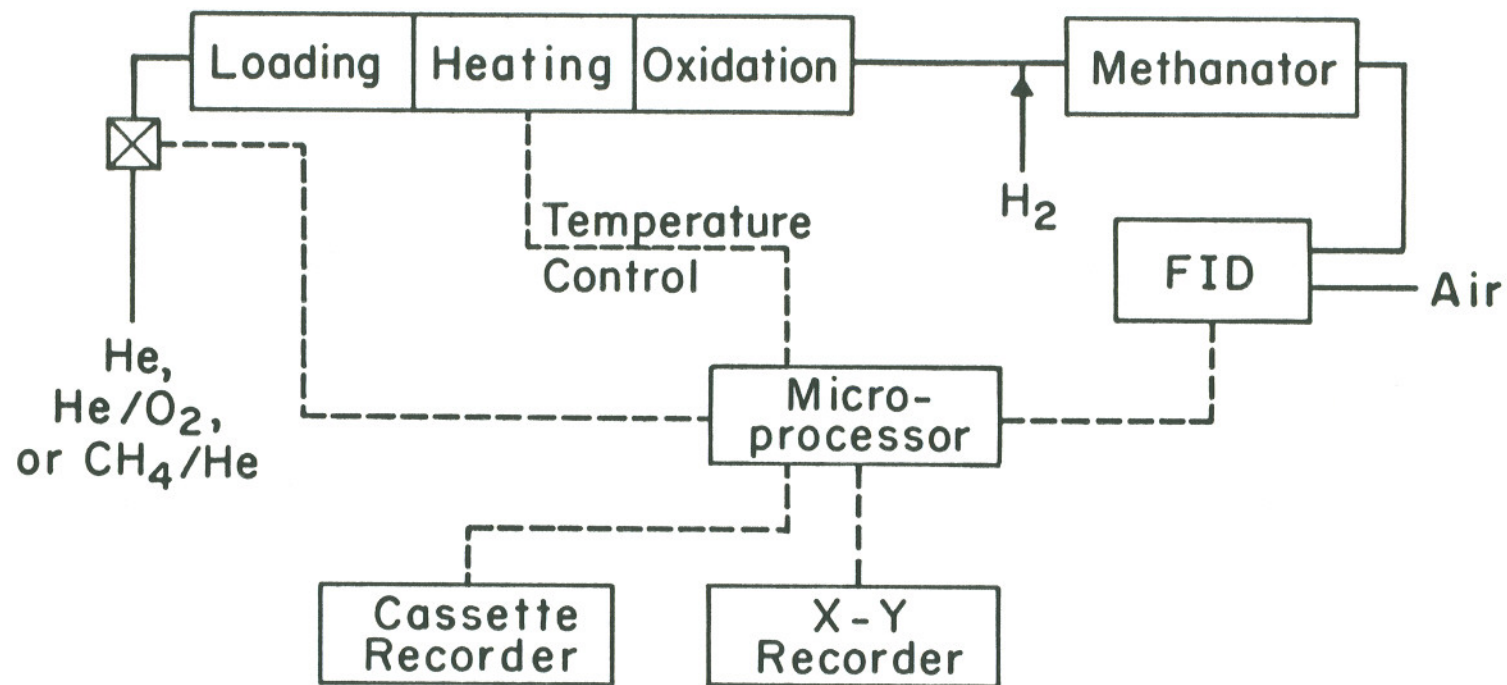 Loading
Heating
Oxidation
Methanator
H₂
Temperature
Control
FID
Air
He,
He/O₂,
or CH₄/He
Micro-
processor
Cassette
Recorder
X-Y
Recorder